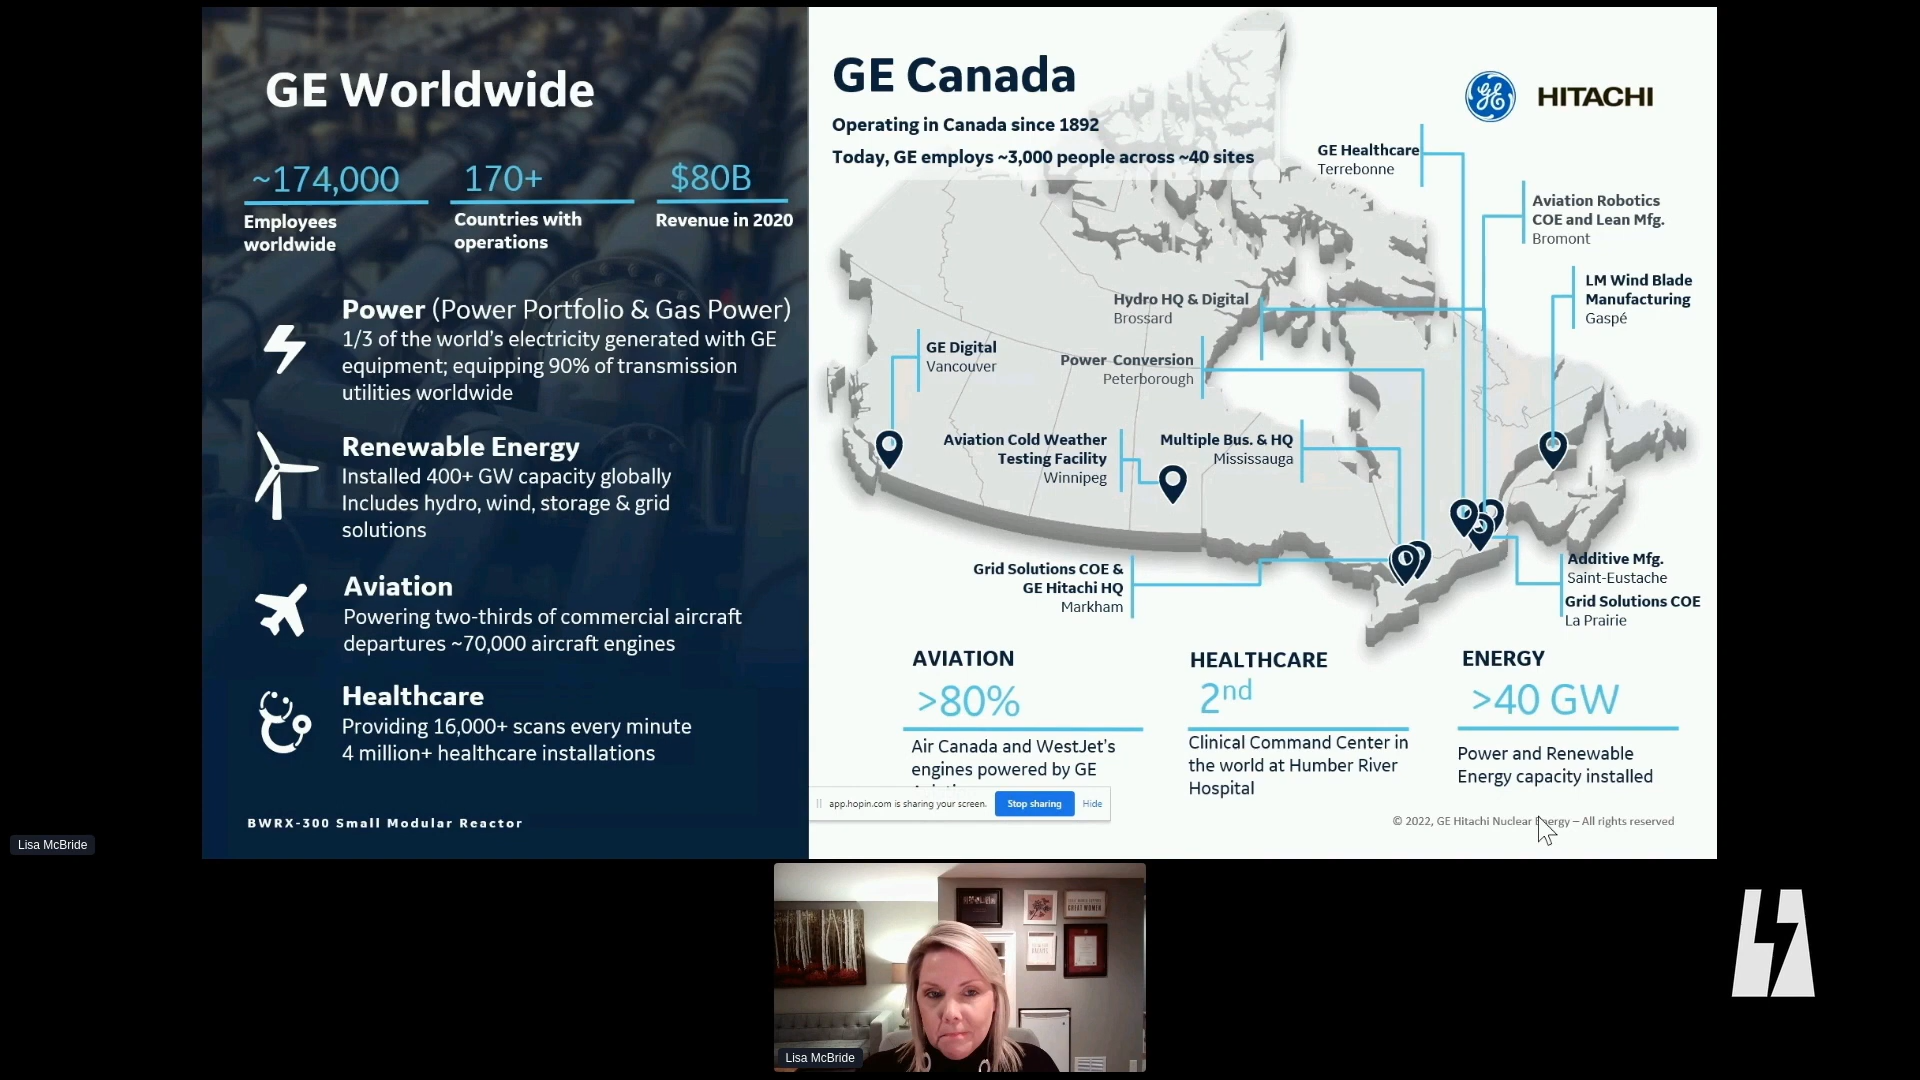 GE Worldwide
~174,000
Employees
worldwide
170+
Countries with
operations
$80B
Revenue in 2020
Power (Power Portfolio & Gas Power)
1/3 of the world's electricity generated with GE
equipment; equipping 90% of transmission
utilities worldwide
Renewable Energy
Installed 400+ GW capacity globally
Includes hydro, wind, storage & grid
solutions
Aviation
Powering two-thirds of commercial aircraft
departures ~70,000 aircraft engines
Healthcare
Providing 16,000+ scans every minute
4 million+ healthcare installations
BWRX-300 Small Modular Reactor
GE Canada
Operating in Canada since 1892
Today, GE employs ~3,000 people across ~40 sites
GE
HITACHI
GE Healthcare
Terrebonne
Aviation Robotics
COE and Lean Mfg.
Bromont
LM Wind Blade
Manufacturing
Gaspé
Hydro HQ & Digital
Brossard
GE Digital
Vancouver
Power Conversion
Peterborough
Aviation Cold Weather
Testing Facility
Winnipeg
Multiple Bus. & HQ
Mississauga
Grid Solutions COE &
GE Hitachi HQ
Markham
Additive Mfg.
Saint-Eustache
Grid Solutions COE
La Prairie
AVIATION
>80%
Air Canada and WestJet's
engines powered by GE
HEALTHCARE
2nd
Clinical Command Center in
the world at Humber River
Hospital
ENERGY
>40 GW
Power and Renewable
Energy capacity installed
app.hopin.com is sharing your screen.
Stop sharing
Hide
© 2022, GE Hitachi Nuclear Energy – All rights reserved
Lisa McBride
GREAT WOMEN
Lisa McBride